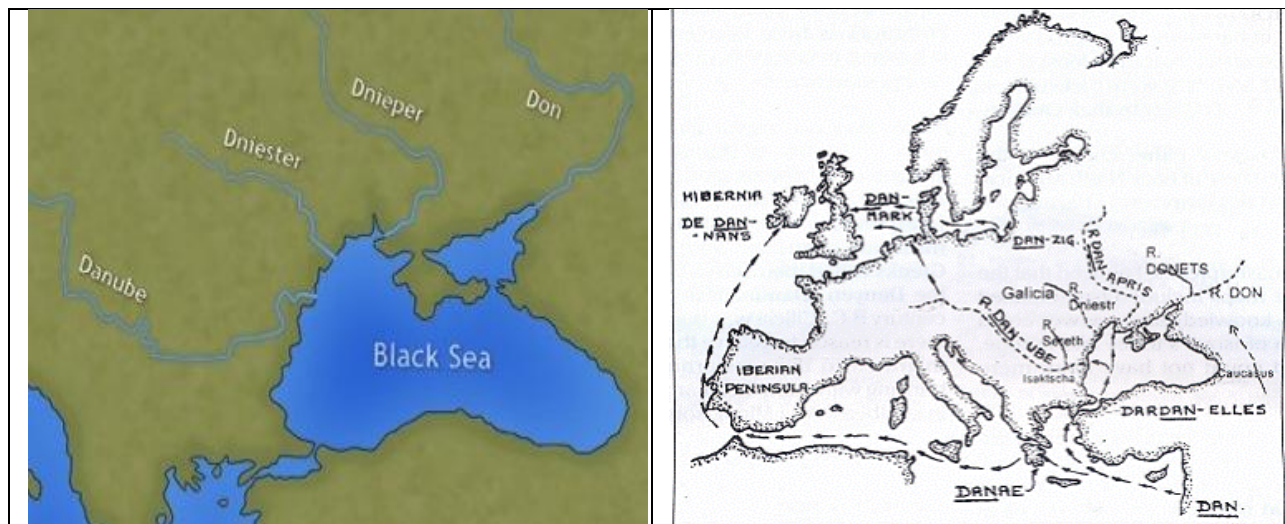 Dnieper
Don
Dniester
Danube
Black Sea
HIBERNIA
DE DAN-
-NANS
DAN-
MARK
DAN-ZIG.
R. DAN-APRIS
R.
DONETS
R. DON
Galicia
R.
Dniestr
R. DAN-UBE
R.
Sereth
Isaktscha
Caucasus
IBERIAN
PENINSULA
DARDAN-ELLES
DANAE
DAN.